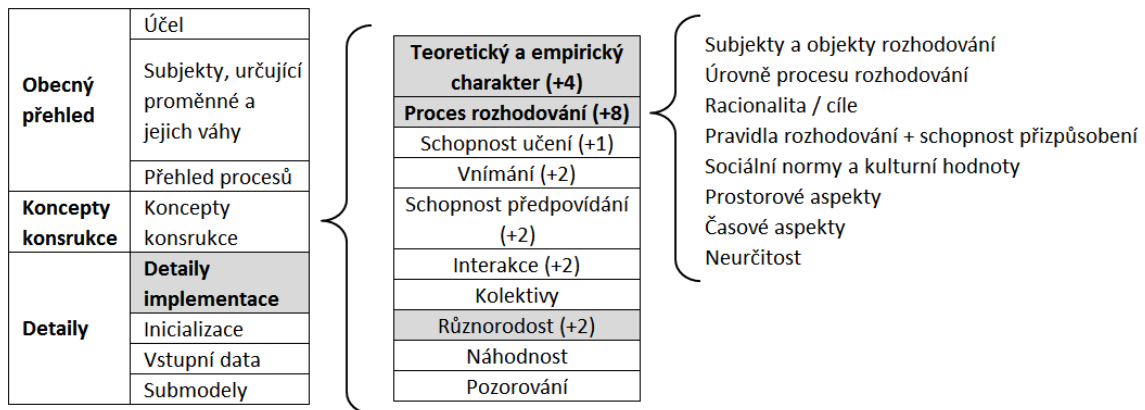 Obecný
přehled
Účel
Subjekty, určující
proměnné a
jejich váhy
Přehled procesů
Koncepty
konsrukce
Koncepty
konsrukce
Detaily
Detaily
implementace
Inicializace
Vstupní data
Submodely
Teoretický a empirický
charakter (+4)
Proces rozhodování (+8)
Schopnost učení (+1)
Vnímání (+2)
Schopnost předpovídání
(+2)
Interakce (+2)
Kolektivy
Různorodost (+2)
Náhodnost
Pozorování
Subjekty a objekty rozhodování
Úrovně procesu rozhodování
Racionalita / cíle
Pravidla rozhodování + schopnost přizpůsobení
Sociální normy a kulturní hodnoty
Prostorové aspekty
Časové aspekty
Neurčitost